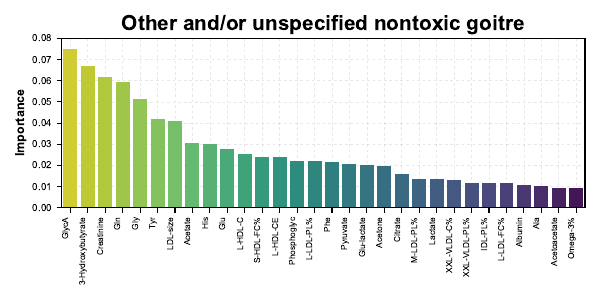 Other and/or unspecified nontoxic goitre
Importance
0.08
0.07
0.06
0.05
0.04
0.03
0.02
0.01
0.00
GlycA
3-Hydroxybutyrate
Creatinine
Gln
Gly
Tyr
LDL-size
Acetate
His
Glu
L-HDL-C
S-HDL-FC%
L-HDL-CE
Phosphoglyc
L-LDL-PL%
Phe
Pyruvate
Glu-lactate
Acetone
Citrate
M-LDL-PL%
Lactate
XXL-VLDL-C%
XXL-VLDL-PL%
IDL-PL%
L-LDL-FC%
Albumin
Ala
Acetoacetate
Omega-3%